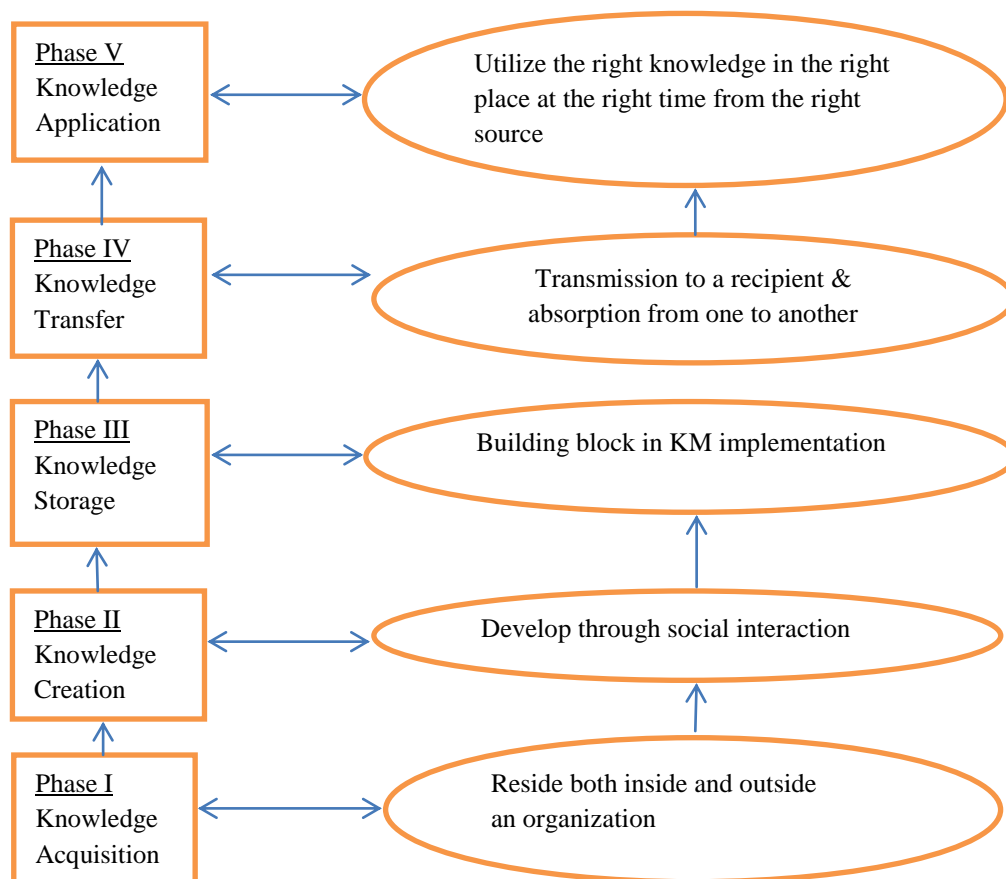 Phase V
Knowledge
Application
Utilize the right knowledge in the right
place at the right time from the right
source
Phase IV
Knowledge
Transfer
Transmission to a recipient &
absorption from one to another
Phase III
Knowledge
Storage
Building block in KM implementation
Phase II
Knowledge
Creation
Develop through social interaction
Phase I
Knowledge
Acquisition
Reside both inside and outside
an organization